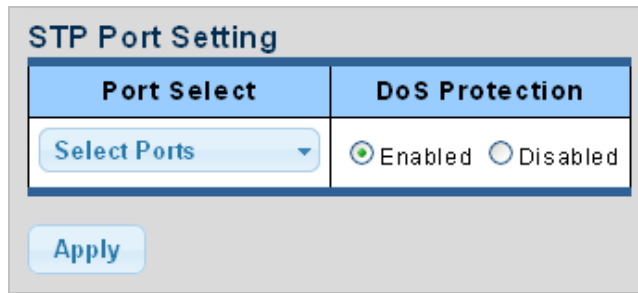 STP Port Setting
Port Select DoS Protection
Select Ports Enabled Disabled
Apply